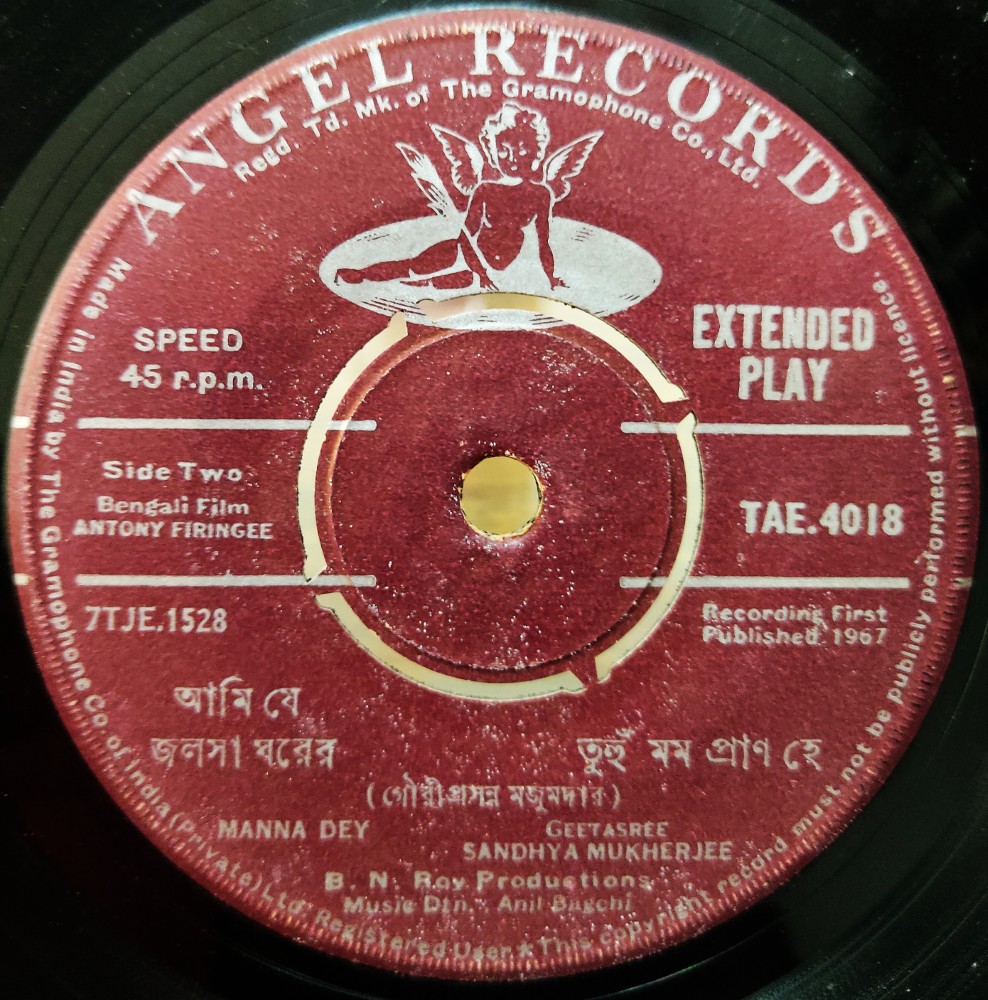 ANGEL RECORDS
Regd. Td. Mk. of The Gramophone Co., Ltd.
SPEED
45 r.p.m.
EXTENDED
PLAY
Side Two
Bengali Film
ANTONY FIRINGEE
TAE.4018
7TJE.1528
Recording First
Published 1967
আমি যে
জলসা ঘরের
তুহুঁ মম প্রাণ হে
(গৌরীপ্রসন্ন মজুমদার)
MANNA DEY
GEETASREE
SANDHYA MUKHERJEE
B. N. Roy Productions
Music Dtn.: Anil Bagchi
Made in India by The Gramophone Co. of India (Private) Ltd. Registered User ★ This copyright record must not be publicly performed without licence.